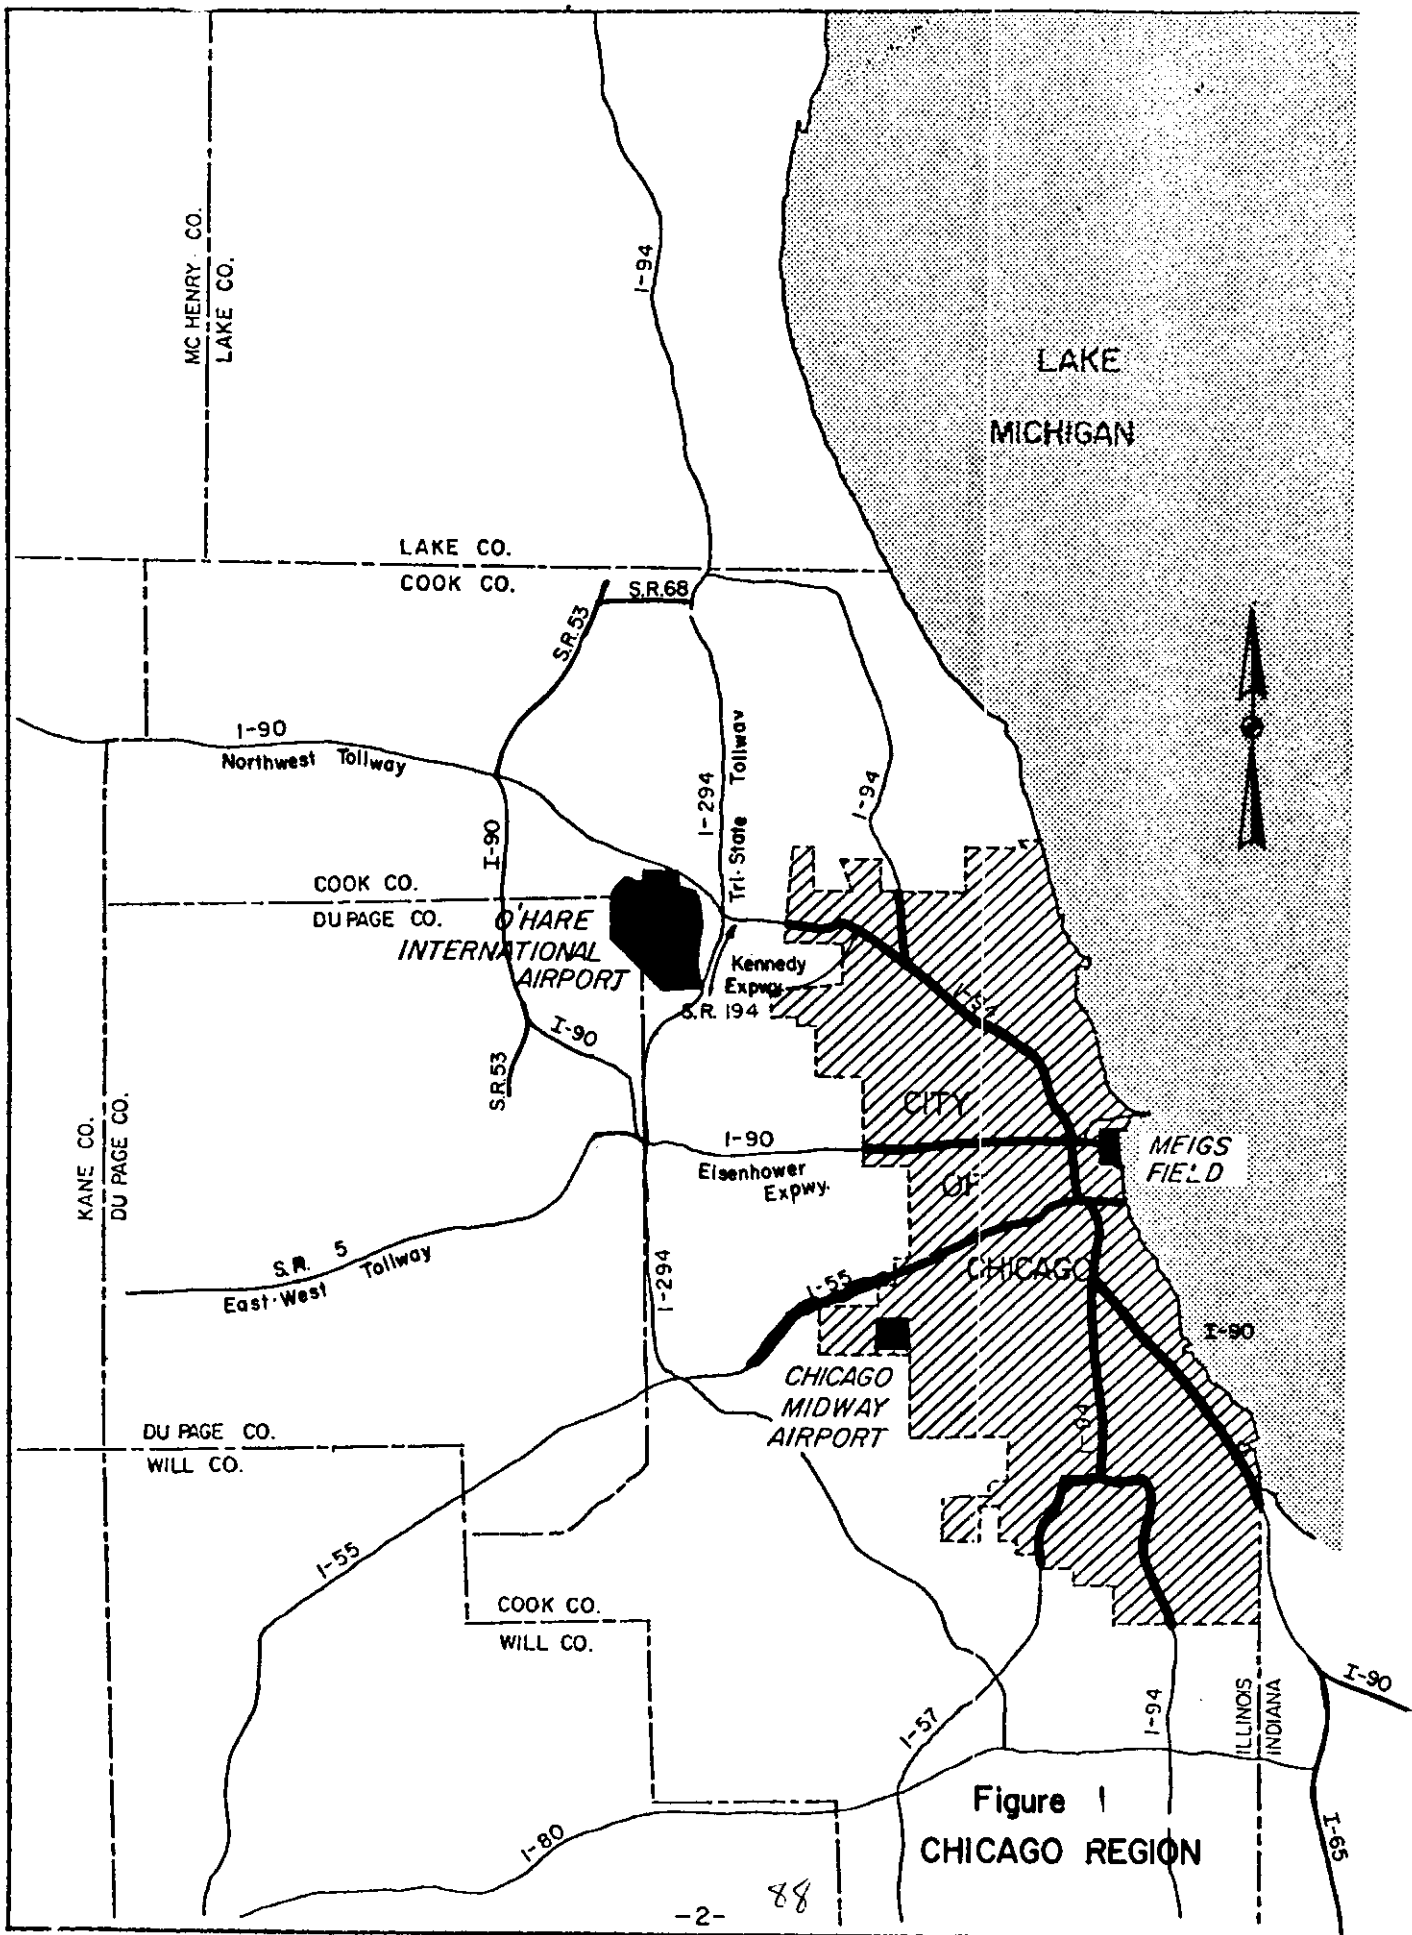 MC HENRY CO.
LAKE CO.
I-94
LAKE
MICHIGAN
LAKE CO.
COOK CO.
S.R.68
S.R.53
I-90
Northwest Tollway
I-294
Tri-State Tollway
I-94
I-90
COOK CO.
DU PAGE CO.
O'HARE
INTERNATIONAL
AIRPORT
Kennedy
Expwy.
S.R. 194
I-90
S.R.53
KANE CO.
DU PAGE CO.
CITY
OF
CHICAGO
I-90
Eisenhower
Expwy.
MEIGS
FIELD
S.R. 5
East-West Tollway
I-294
I-55
I-90
CHICAGO
MIDWAY
AIRPORT
I-94
DU PAGE CO.
WILL CO.
I-55
COOK CO.
WILL CO.
I-57
I-94
ILLINOIS
INDIANA
I-90
I-80
I-65
Figure 1
CHICAGO REGION
-2-
88